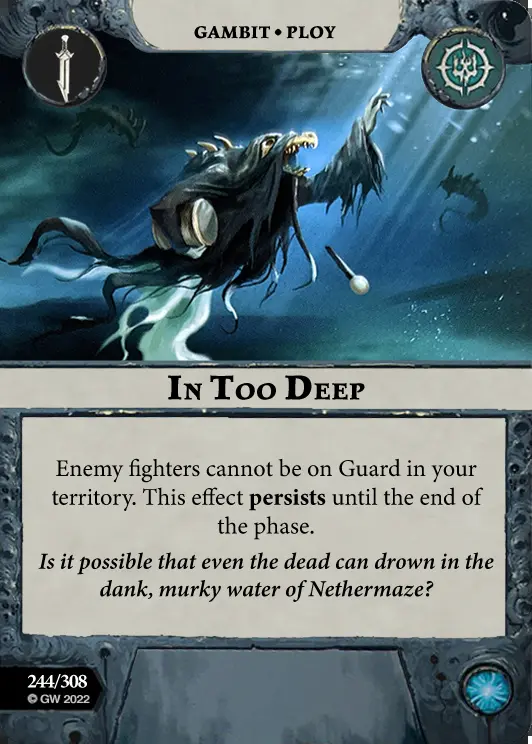 GAMBIT • PLOY
IN TOO DEEP
Enemy fighters cannot be on Guard in your
territory. This effect persists until the end of
the phase.
Is it possible that even the dead can drown in the
dank, murky water of Nethermaze?
244/308
© GW 2022